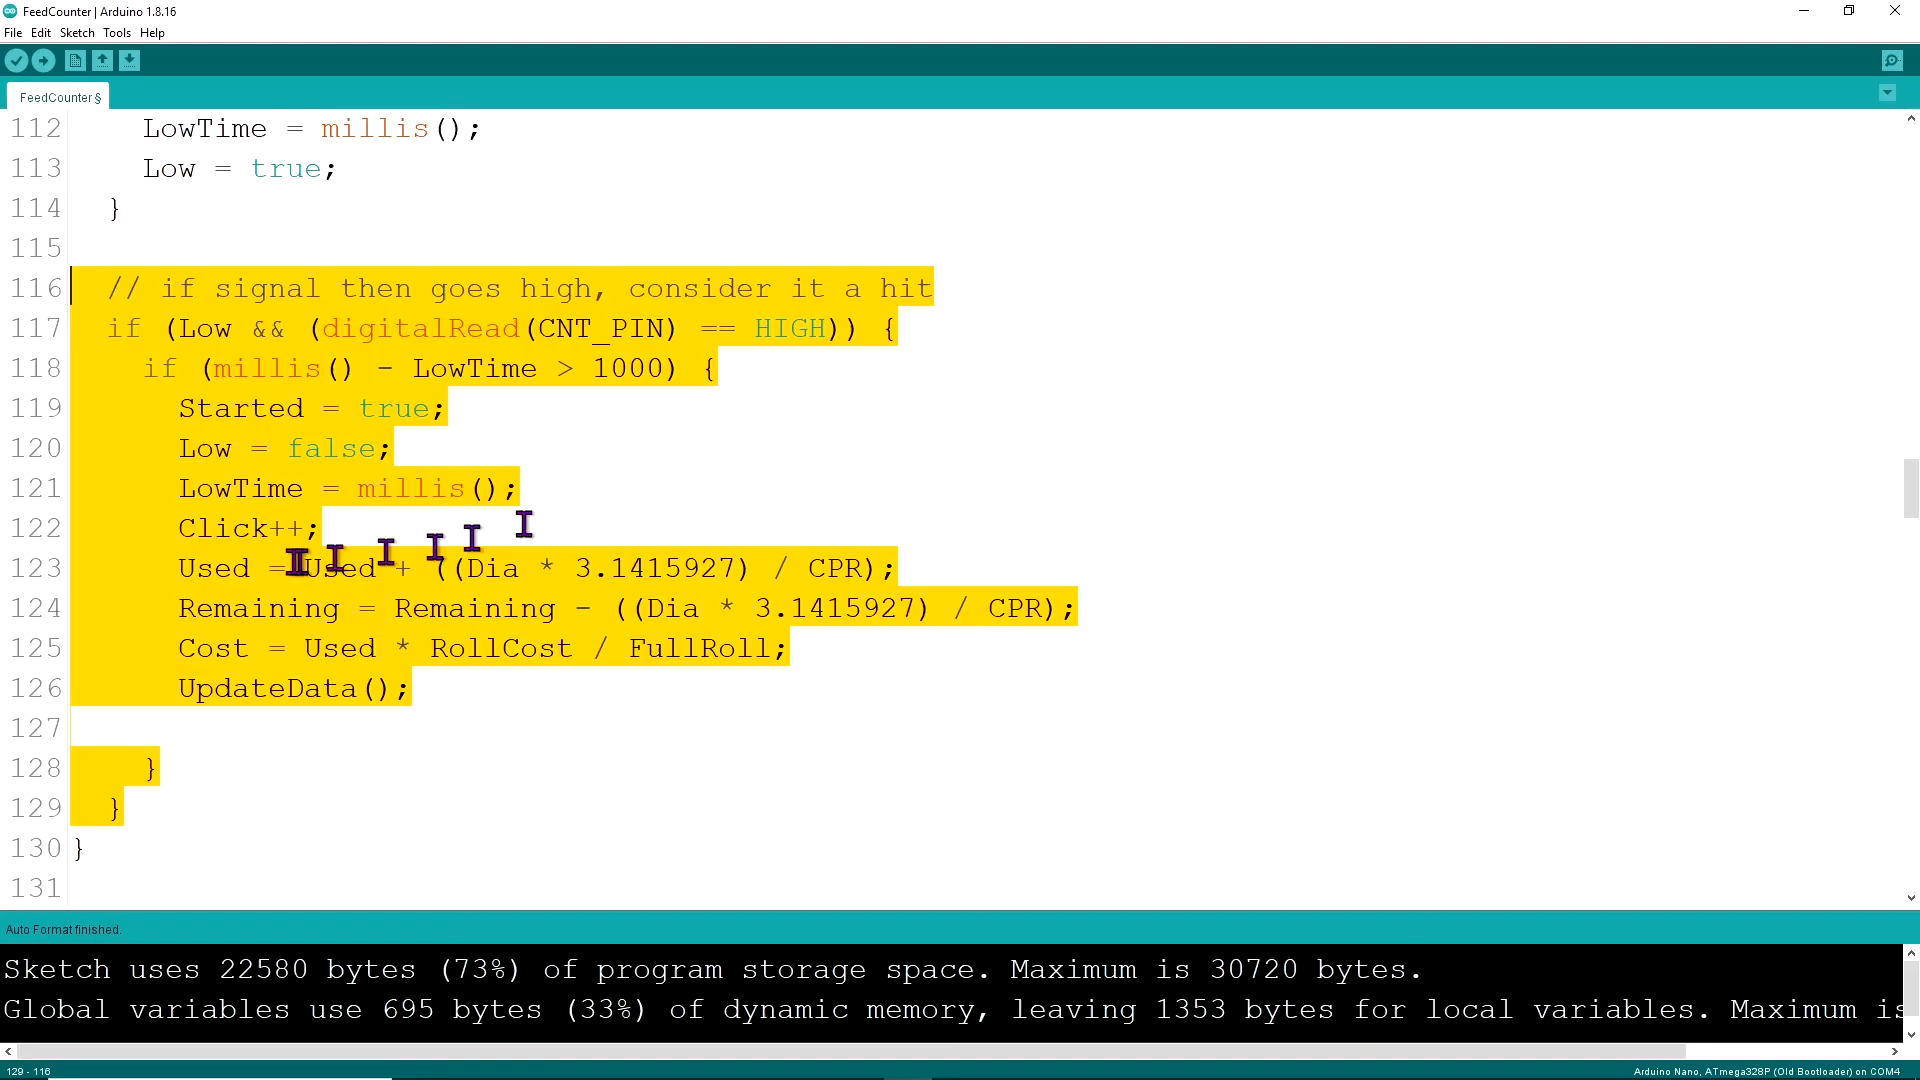 FeedCounter | Arduino 1.8.16
File Edit Sketch Tools Help
FeedCounter §
112 LowTime = millis();
113 Low = true;
114 }
115
116 // if signal then goes high, consider it a hit
117 if (Low && (digitalRead(CNT_PIN) == HIGH)) {
118 if (millis() - LowTime > 1000) {
119 Started = true;
120 Low = false;
121 LowTime = millis();
122 Click++;
123 Used = Used + ((Dia * 3.1415927) / CPR);
124 Remaining = Remaining - ((Dia * 3.1415927) / CPR);
125 Cost = Used * RollCost / FullRoll;
126 UpdateData();
127
128 }
129 }
130 }
131
Auto Format finished.
Sketch uses 22580 bytes (73%) of program storage space. Maximum is 30720 bytes.
Global variables use 695 bytes (33%) of dynamic memory, leaving 1353 bytes for local variables. Maximum is
129 - 116
Arduino Nano, ATmega328P (Old Bootloader) on COM4